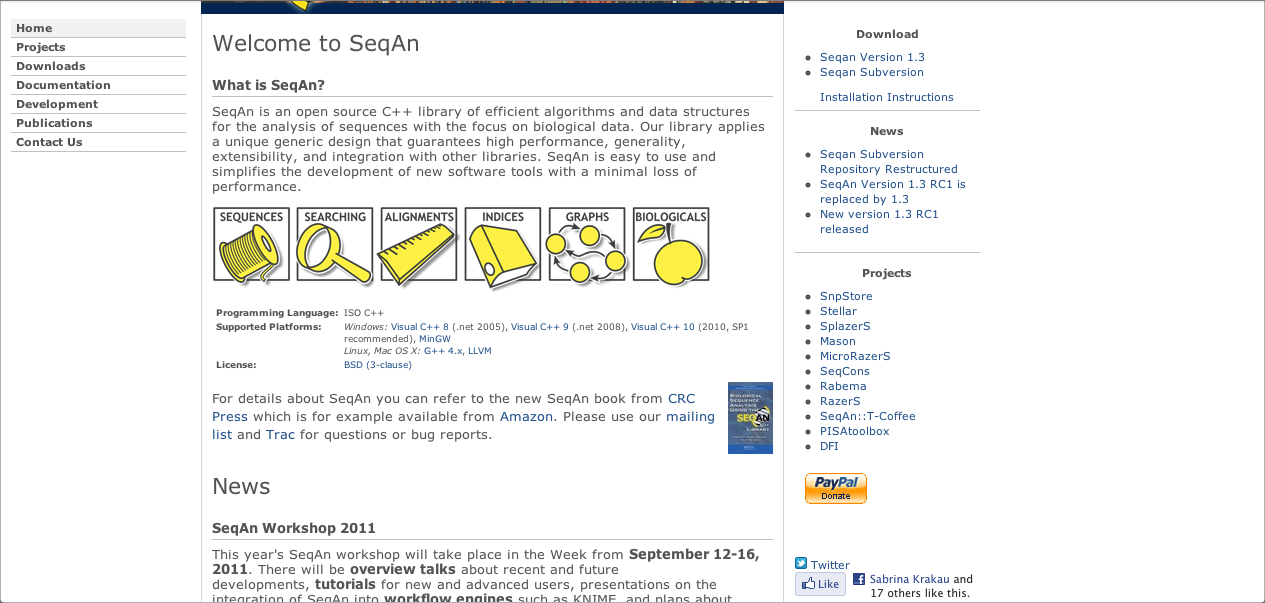 Home
Projects
Downloads
Documentation
Development
Publications
Contact Us
Welcome to SeqAn
What is SeqAn?
SeqAn is an open source C++ library of efficient algorithms and data structures
for the analysis of sequences with the focus on biological data. Our library applies
a unique generic design that guarantees high performance, generality,
extensibility, and integration with other libraries. SeqAn is easy to use and
simplifies the development of new software tools with a minimal loss of
performance.
SEQUENCES SEARCHING ALIGNMENTS INDICES GRAPHS BIOLOGICALS
Programming Language: ISO C++
Supported Platforms: Windows: Visual C++ 8 (.net 2005), Visual C++ 9 (.net 2008), Visual C++ 10 (2010, SP1
recommended), MinGW
Linux, Mac OS X: G++ 4.x, LLVM
License: BSD (3-clause)
For details about SeqAn you can refer to the new SeqAn book from CRC
Press which is for example available from Amazon. Please use our mailing
list and Trac for questions or bug reports.
BIOLOGICAL
SEQUENCE
ANALYSIS
USING THE
SEQAN
C++
LIBRARY
News
SeqAn Workshop 2011
This year's SeqAn workshop will take place in the Week from September 12-16,
2011. There will be overview talks about recent and future
developments, tutorials for new and advanced users, presentations on the
integration of SeqAn into workflow engines such as KNIME, and plans about
Download
Seqan Version 1.3
Seqan Subversion
Installation Instructions
News
Seqan Subversion
Repository Restructured
SeqAn Version 1.3 RC1 is
replaced by 1.3
New version 1.3 RC1
released
Projects
SnpStore
Stellar
SplazerS
Mason
MicroRazerS
SeqCons
Rabema
RazerS
SeqAn::T-Coffee
PISAtoolbox
DFI
PayPal
Donate
Twitter
Like
Sabrina Krakau and
17 others like this.